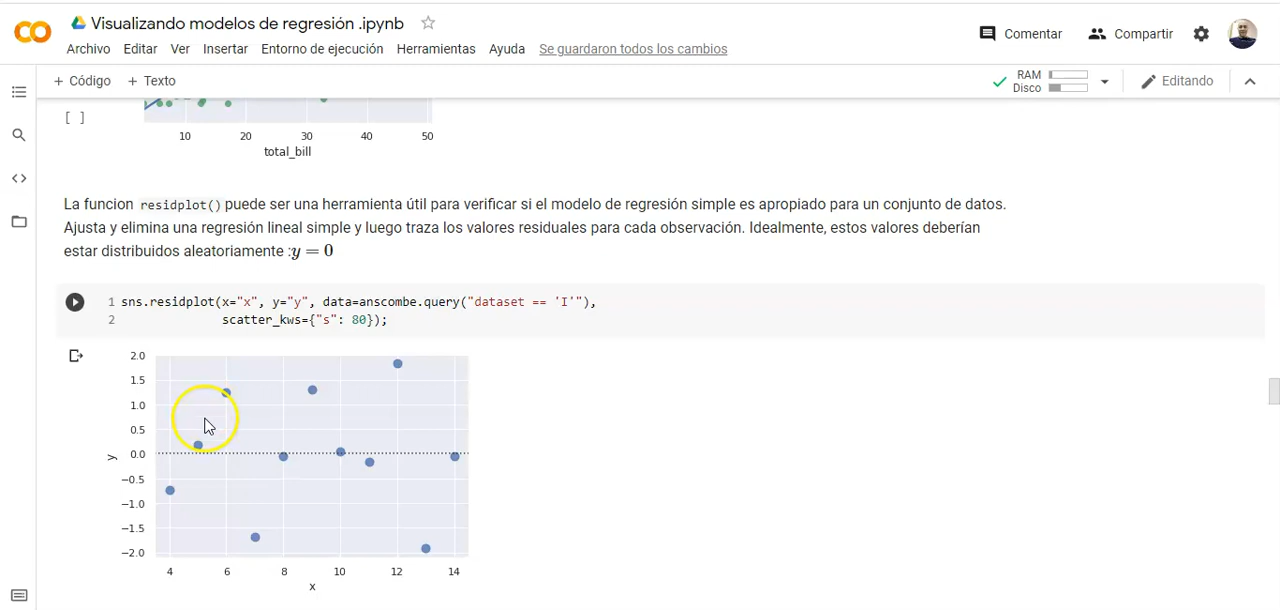 Visualizando modelos de regresión .ipynb
Archivo Editar Ver Insertar Entorno de ejecución Herramientas Ayuda Se guardaron todos los cambios
Comentar Compartir
+ Código + Texto
RAM
Disco
Editando
[ ]
10 20 30 40 50
total_bill
La funcion residplot() puede ser una herramienta útil para verificar si el modelo de regresión simple es apropiado para un conjunto de datos.
Ajusta y elimina una regresión lineal simple y luego traza los valores residuales para cada observación. Idealmente, estos valores deberían
estar distribuidos aleatoriamente :y = 0
1 sns.residplot(x="x", y="y", data=anscombe.query("dataset == 'I'"),
2 scatter_kws={"s": 80});
2.0
1.5
1.0
0.5
0.0
y
−0.5
−1.0
−1.5
−2.0
4 6 8 10 12 14
x